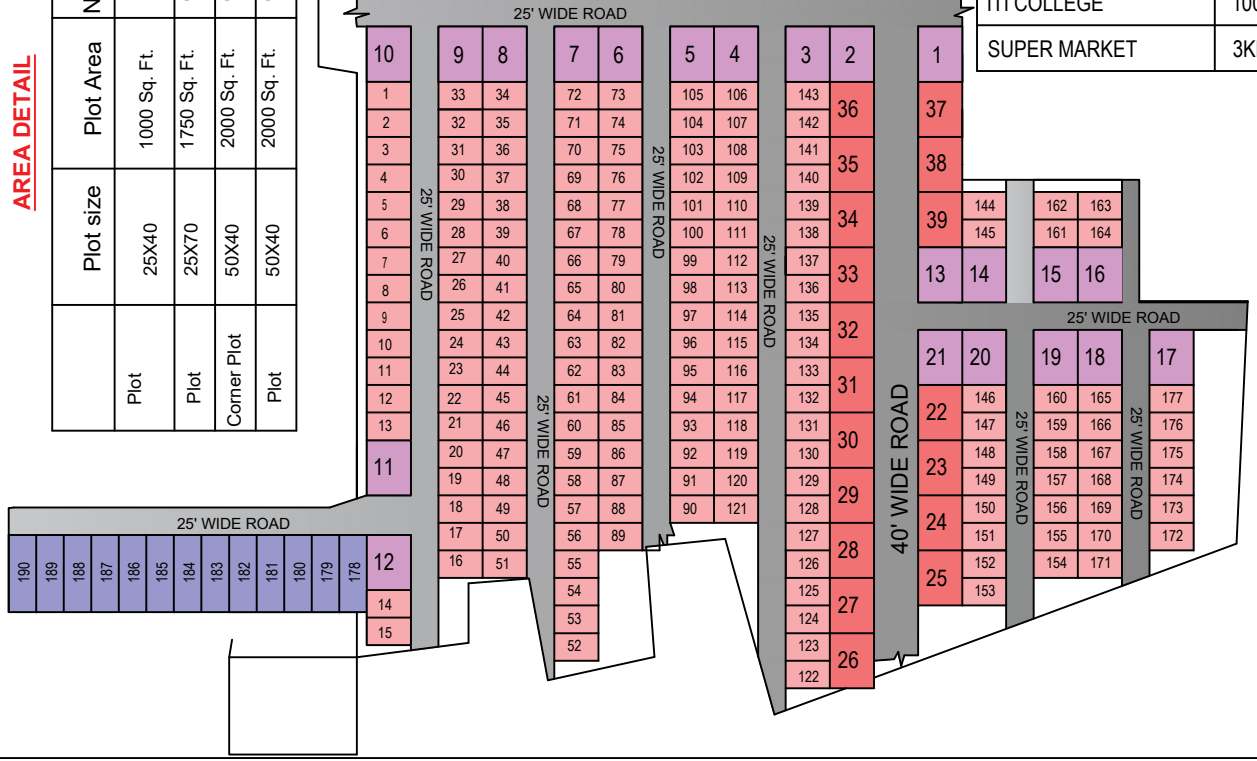 AREA DETAIL
Plot size Plot Area
Plot 25X40 1000 Sq. Ft.
Plot 25X70 1750 Sq. Ft.
Corner Plot 50X40 2000 Sq. Ft.
Plot 50X40 2000 Sq. Ft.
ITI COLLEGE 100
SUPER MARKET 3K
25' WIDE ROAD
10 9 8 7 6 5 4 3 2 1
1 33 34 72 73 105 106 143 36 37
2 32 35 71 74 104 107 142
3 31 36 70 75 103 108 141 35 38
4 30 37 69 76 102 109 140
5 29 38 68 77 101 110 139 34 39 144 162 163
6 28 39 67 78 100 111 138 145 161 164
7 27 40 66 79 99 112 137 33 13 14 15 16
8 26 41 65 80 98 113 136
9 25 42 64 81 97 114 135 32
25' WIDE ROAD
10 24 43 63 82 96 115 134 21 20 19 18 17
11 23 44 62 83 95 116 133 31
12 22 45 61 84 94 117 132 22 146 160 165 177
13 21 46 60 85 93 118 131 30 147 159 166 176
11 20 47 59 86 92 119 130 23 148 158 167 175
19 48 58 87 91 120 129 29 149 157 168 174
18 49 57 88 90 121 128 24 150 156 169 173
17 50 56 89 127 28 151 155 170 172
12 16 51 55 126 25 152 154 171
14 54 125 27 153
15 53 124
52 123 26
122
25' WIDE ROAD
25' WIDE ROAD
25' WIDE ROAD
25' WIDE ROAD
40' WIDE ROAD
25' WIDE ROAD
25' WIDE ROAD
25' WIDE ROAD
190 189 188 187 186 185 184 183 182 181 180 179 178